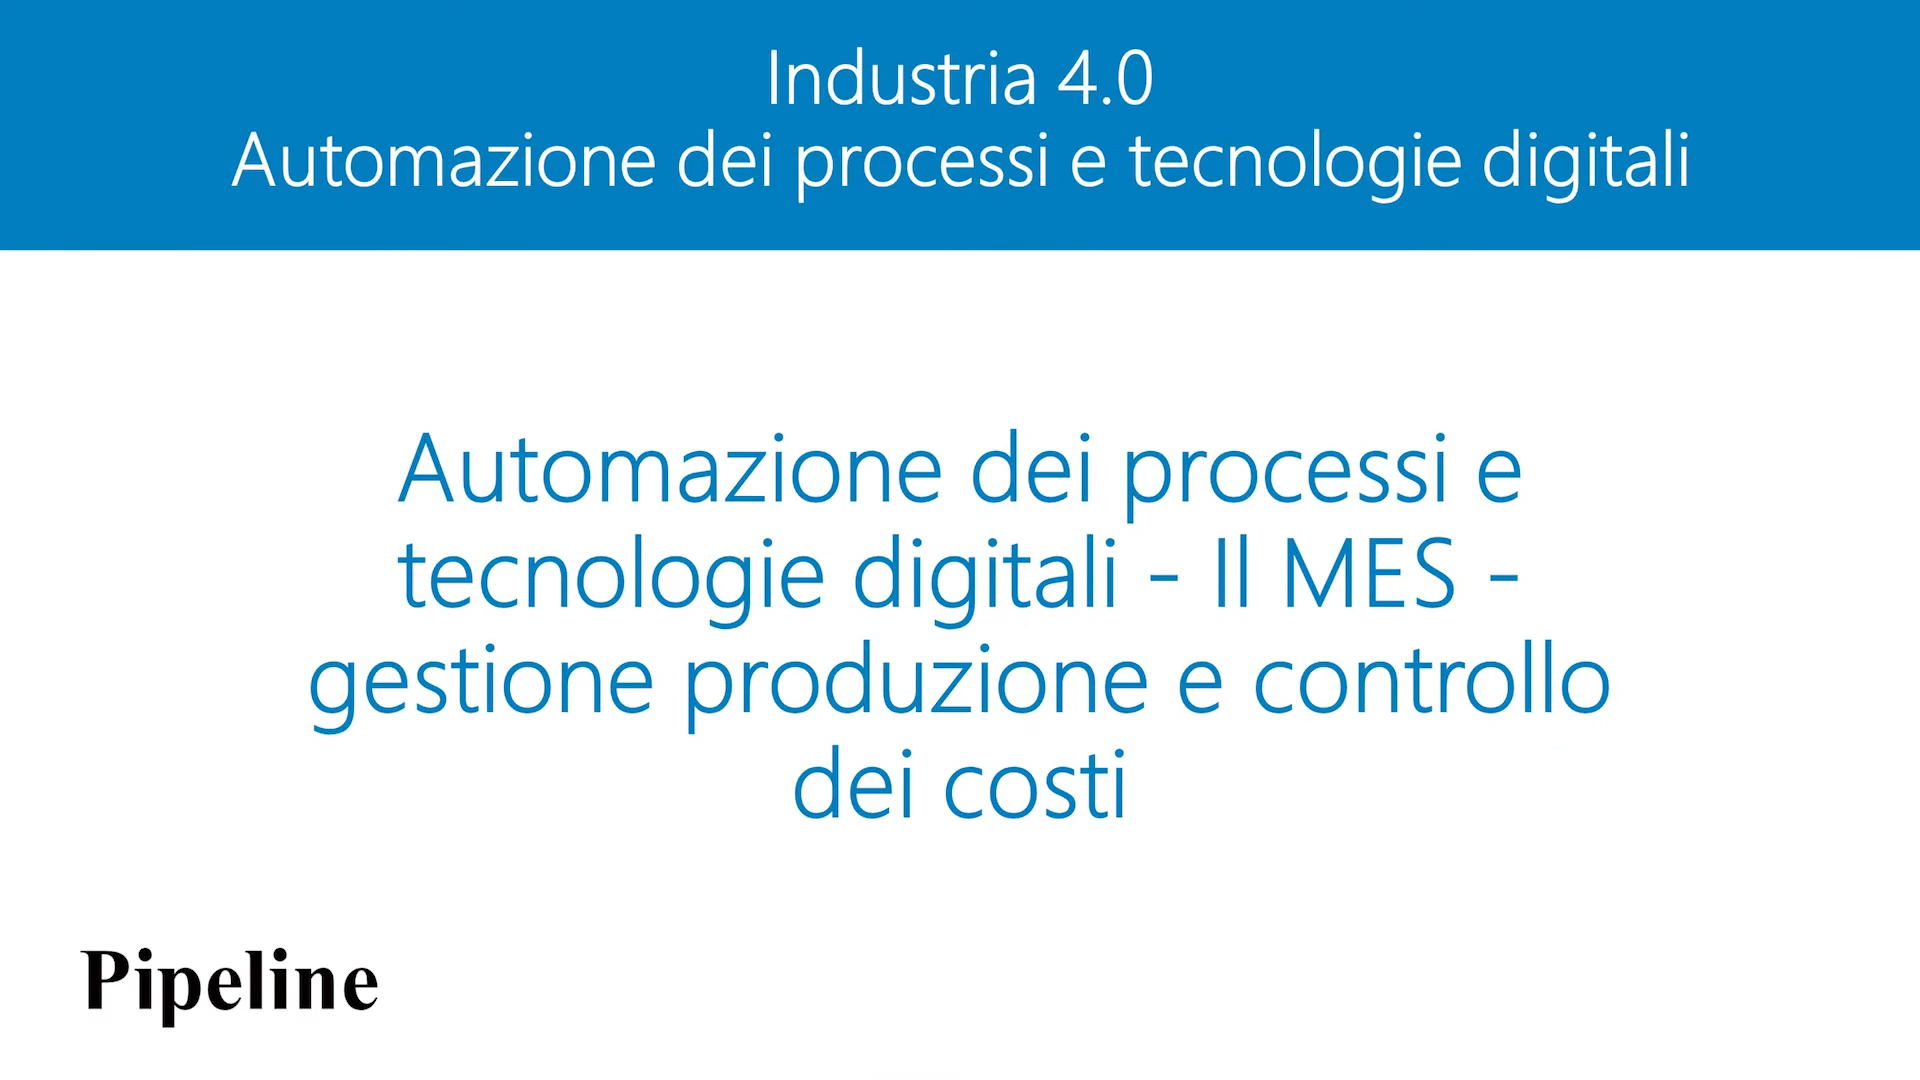 Industria 4.0
Automazione dei processi e tecnologie digitali
Automazione dei processi e
tecnologie digitali - Il MES -
gestione produzione e controllo
dei costi
Pipeline